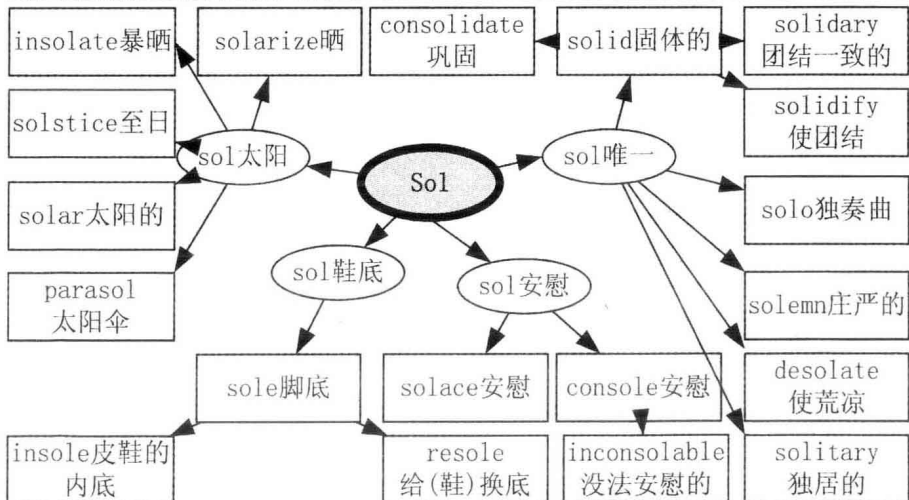 insolate暴晒
solarize晒
consolidate
巩固
solid固体的
solidary
团结一致的
solstice至日
sol太阳
Sol
sol唯一
solidify
使团结
solar太阳的
solo独奏曲
parasol
太阳伞
sol鞋底
sol安慰
solemn庄严的
sole脚底
solace安慰
console安慰
desolate
使荒凉
insole皮鞋的
内底
resole
给(鞋)换底
inconsolable
没法安慰的
solitary
独居的